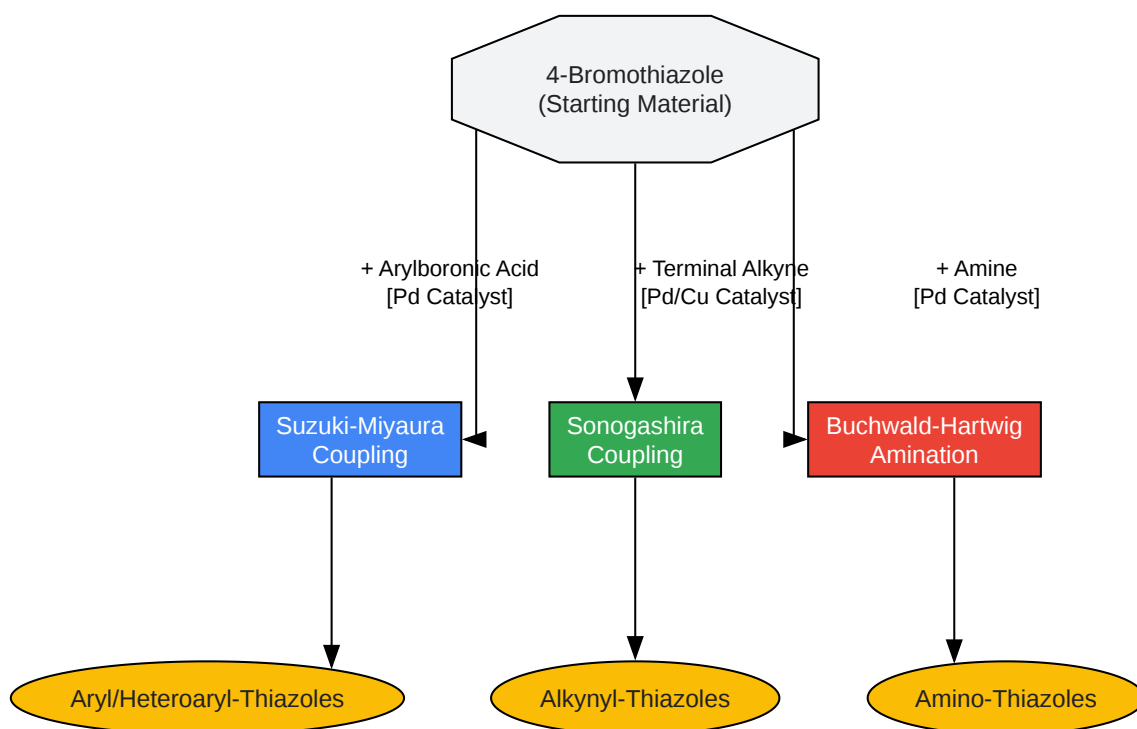 4-Bromothiazole
(Starting Material)
+ Arylboronic Acid
[Pd Catalyst]
+ Terminal Alkyne
[Pd/Cu Catalyst]
+ Amine
[Pd Catalyst]
Suzuki-Miyaura
Coupling
Sonogashira
Coupling
Buchwald-Hartwig
Amination
Aryl/Heteroaryl-Thiazoles
Alkynyl-Thiazoles
Amino-Thiazoles